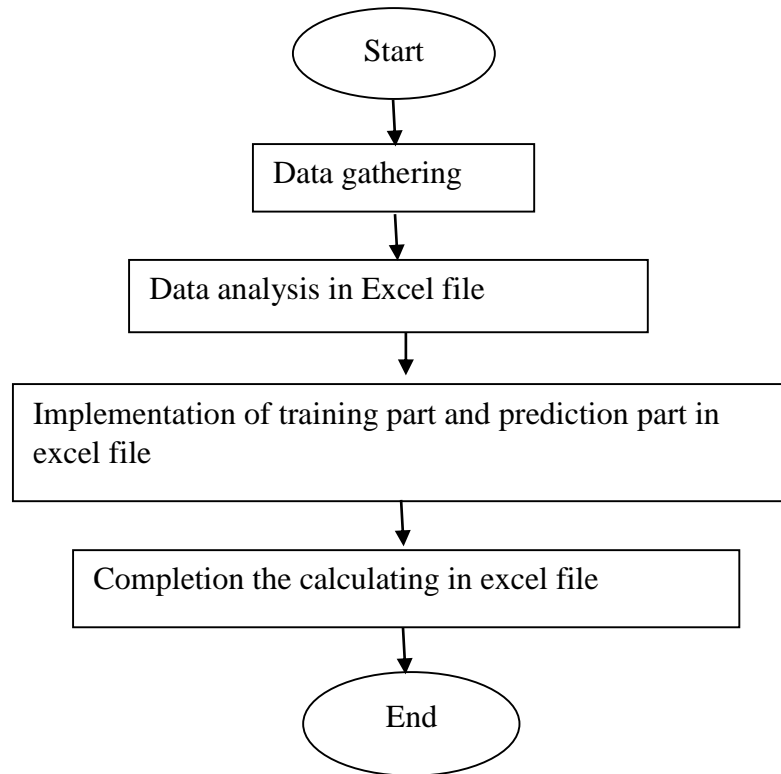 Start
Data gathering
Data analysis in Excel file
Implementation of training part and prediction part in
excel file
Completion the calculating in excel file
End